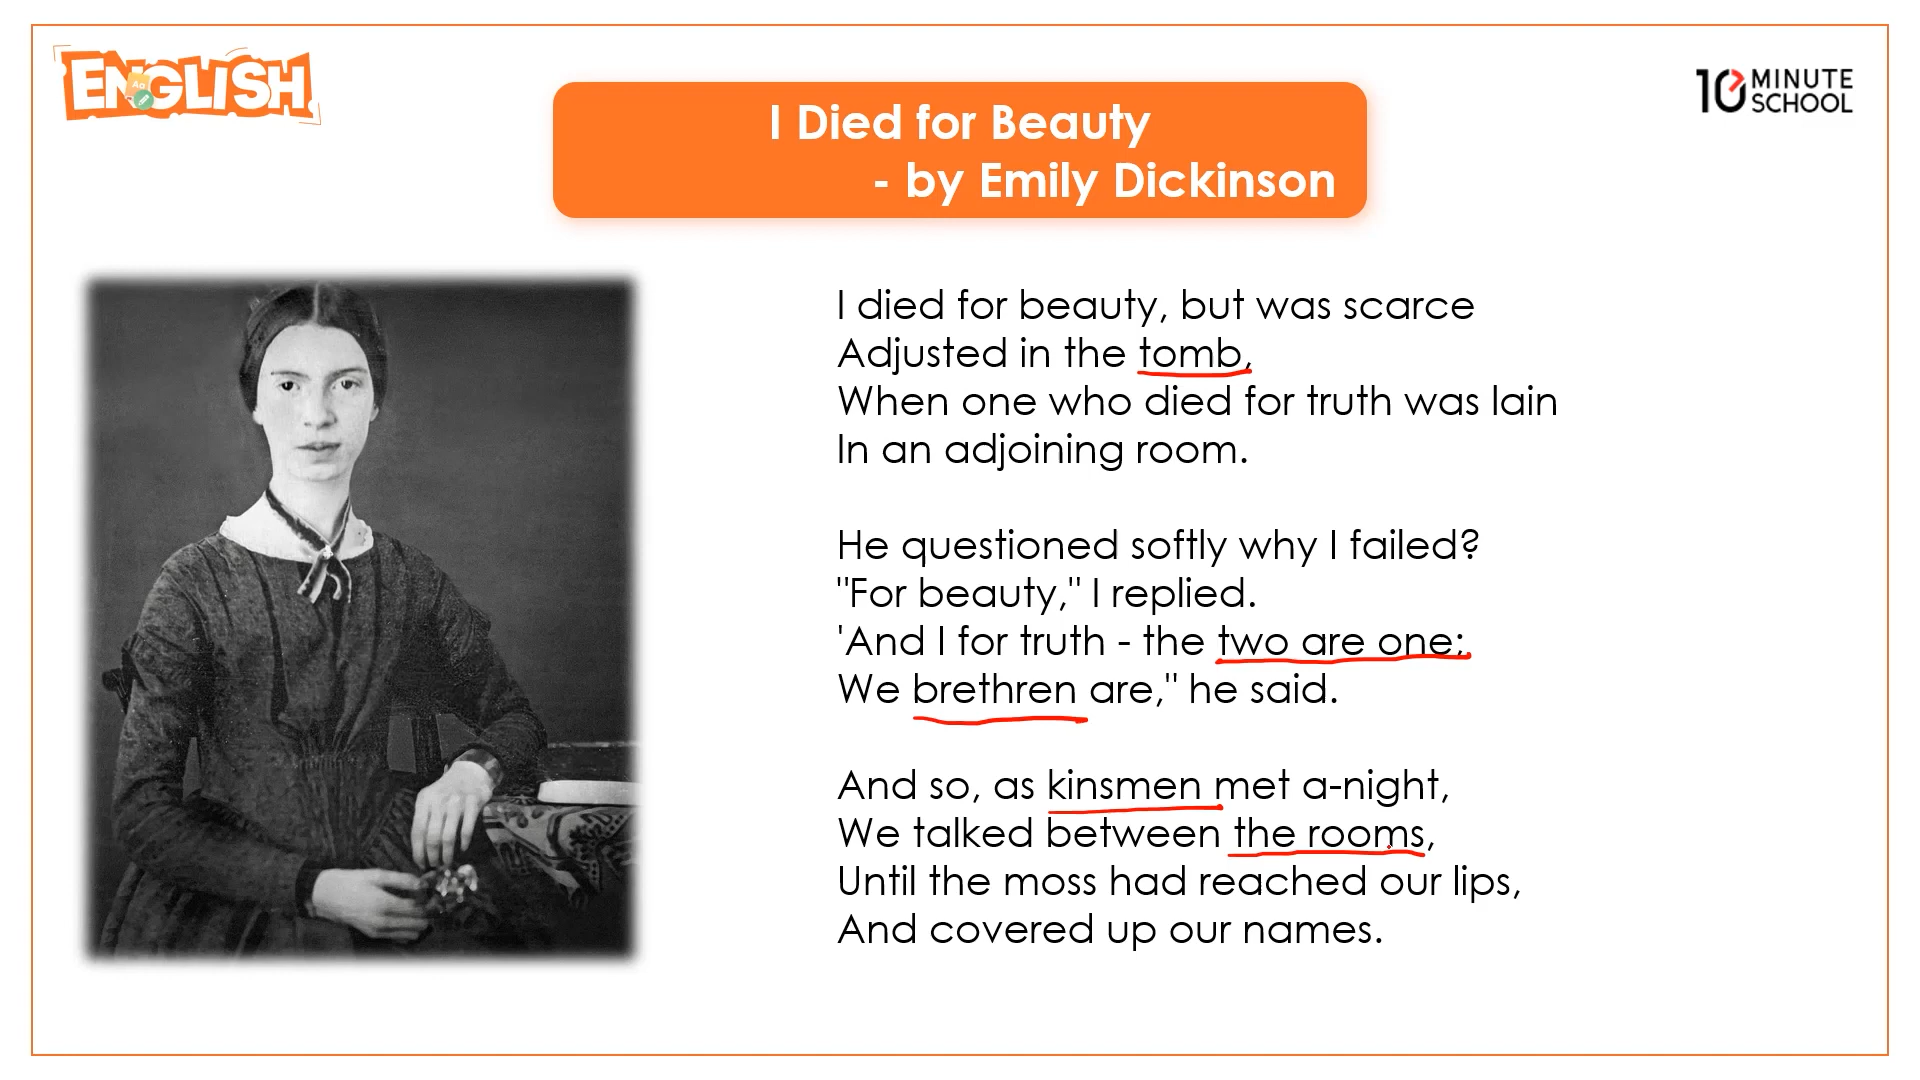 ENGLISH
10 MINUTE
SCHOOL
I Died for Beauty
- by Emily Dickinson
I died for beauty, but was scarce
Adjusted in the tomb,
When one who died for truth was lain
In an adjoining room.
He questioned softly why I failed?
"For beauty," I replied.
'And I for truth - the two are one;
We brethren are," he said.
And so, as kinsmen met a-night,
We talked between the rooms,
Until the moss had reached our lips,
And covered up our names.